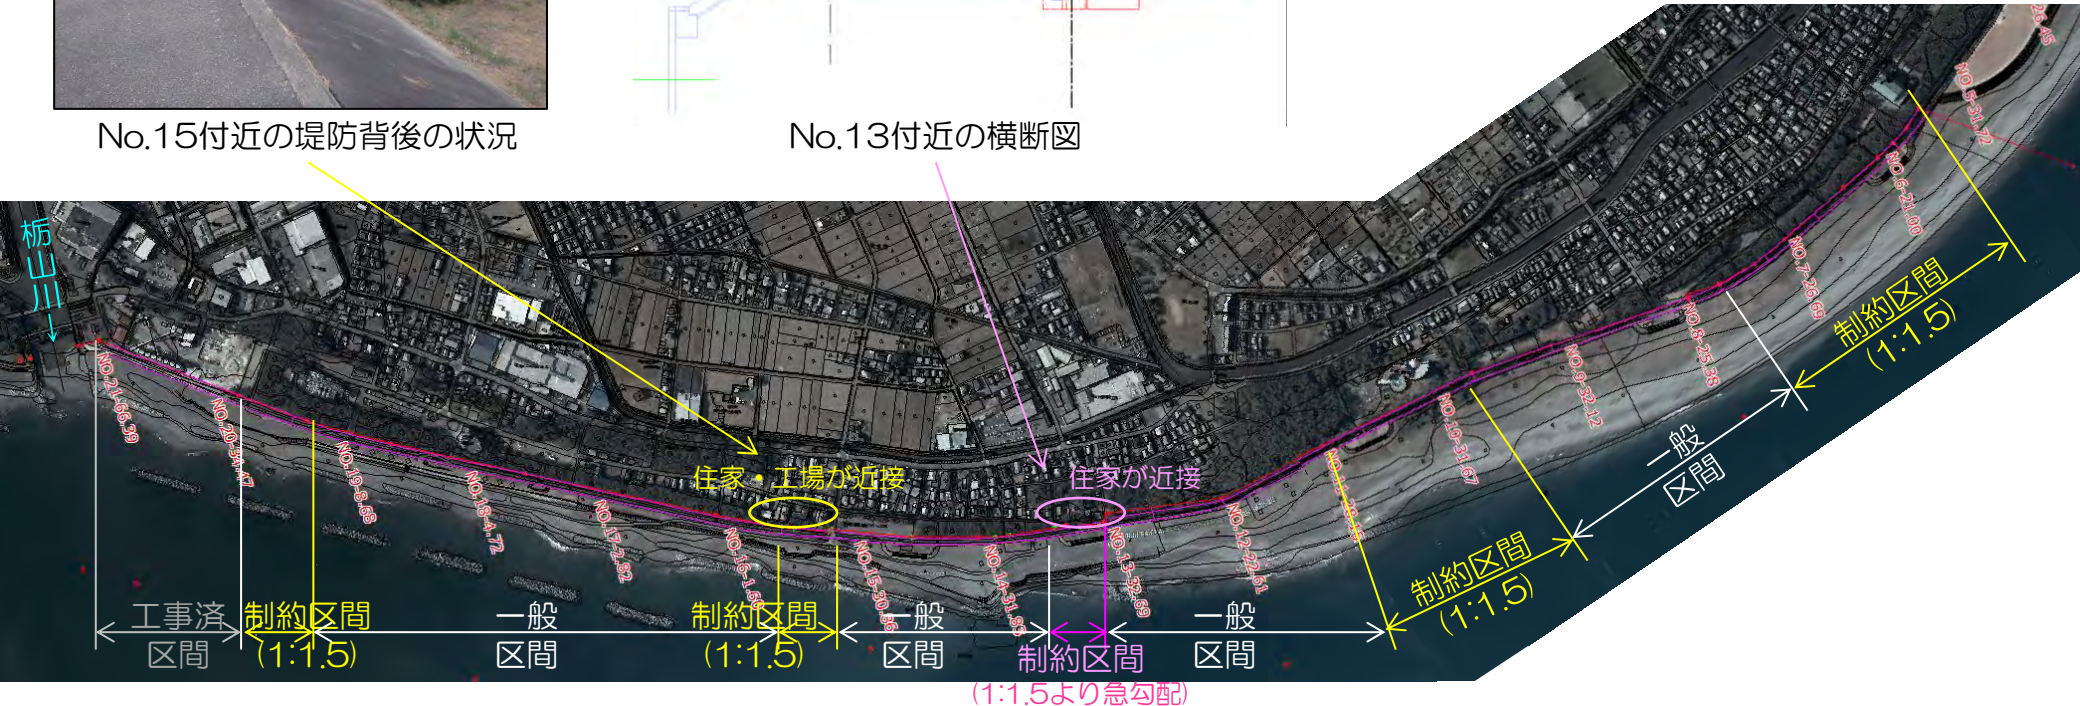 No.15付近の堤防背後の状況
No.13付近の横断図
栃山川
住家・工場が近接
住家が近接
工事済
区間
制約区間
(1:1.5)
一般
区間
制約区間
(1:1.5)
一般
区間
制約区間
(1:1.5より急勾配)
一般
区間
制約区間
(1:1.5)
一般
区間
制約区間
(1:1.5)
NO.21-66.39
NO.20-34.47
NO.19-8.68
NO.18-4.72
NO.17-2.82
NO.15-30.36
NO.14-31.83
NO.13-32.69
NO.12-22.61
NO.10-31.67
NO.9-32.12
NO.8-25.38
NO.7-26.69
NO.6-21.00
NO.5-31.72